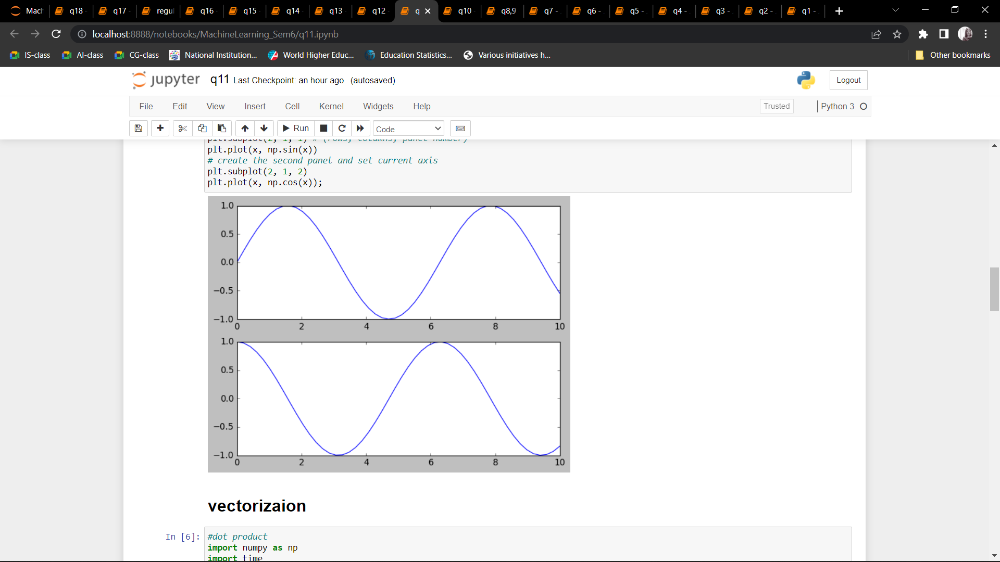 Mach q18 - q17 - regul q16 q15 q14 q13 q12 q q10 q8,9 q7 - q6 - q5 - q4 - q3 - q2 - q1 -
localhost:8888/notebooks/MachineLearning_Sem6/q11.ipynb
IS-class AI-class CG-class National Institution... World Higher Educ... Education Statistics... Various initiatives h... Other bookmarks
jupyter q11 Last Checkpoint: an hour ago (autosaved) Logout
File Edit View Insert Cell Kernel Widgets Help Trusted Python 3
Run Code
plt.subplot(2, 1, 1) # (rows, columns, panel number)
plt.plot(x, np.sin(x))
# create the second panel and set current axis
plt.subplot(2, 1, 2)
plt.plot(x, np.cos(x));
1.0
0.5
0.0
−0.5
−1.0
0 2 4 6 8 10
1.0
0.5
0.0
−0.5
−1.0
0 2 4 6 8 10
vectorizaion
In [6]: #dot product
import numpy as np
import time